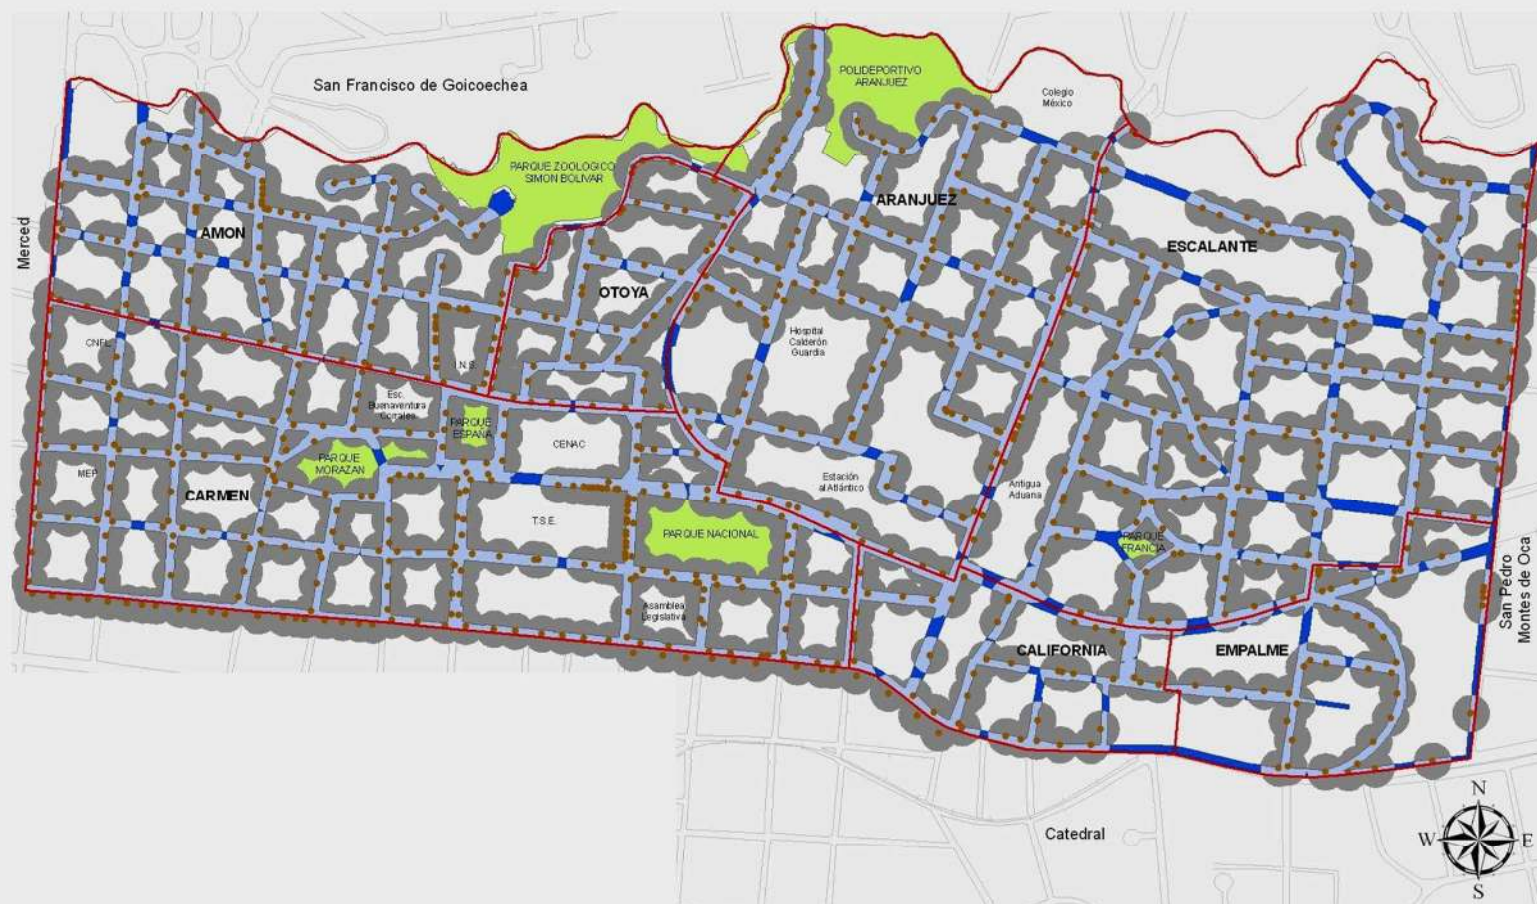 San Francisco de Goicoechea
POLIDEPORTIVO
ARANJUEZ
Colegio
México
PARQUE ZOOLOGICO
SIMON BOLIVAR
Merced
AMON
ARANJUEZ
ESCALANTE
OTOYA
CNFL
I.N.S.
Hospital
Calderón
Guardia
Esc.
Buenaventura
Corrales
PARQUE
ESPAÑA
CENAC
PARQUE
MORAZAN
MEP
CARMEN
Estación
al Atlántico
Antigua
Aduana
T.S.E.
PARQUE NACIONAL
PARQUE
FRANCIA
Asamblea
Legislativa
San Pedro
Montes de Oca
CALIFORNIA
EMPALME
Catedral
N
W
E
S